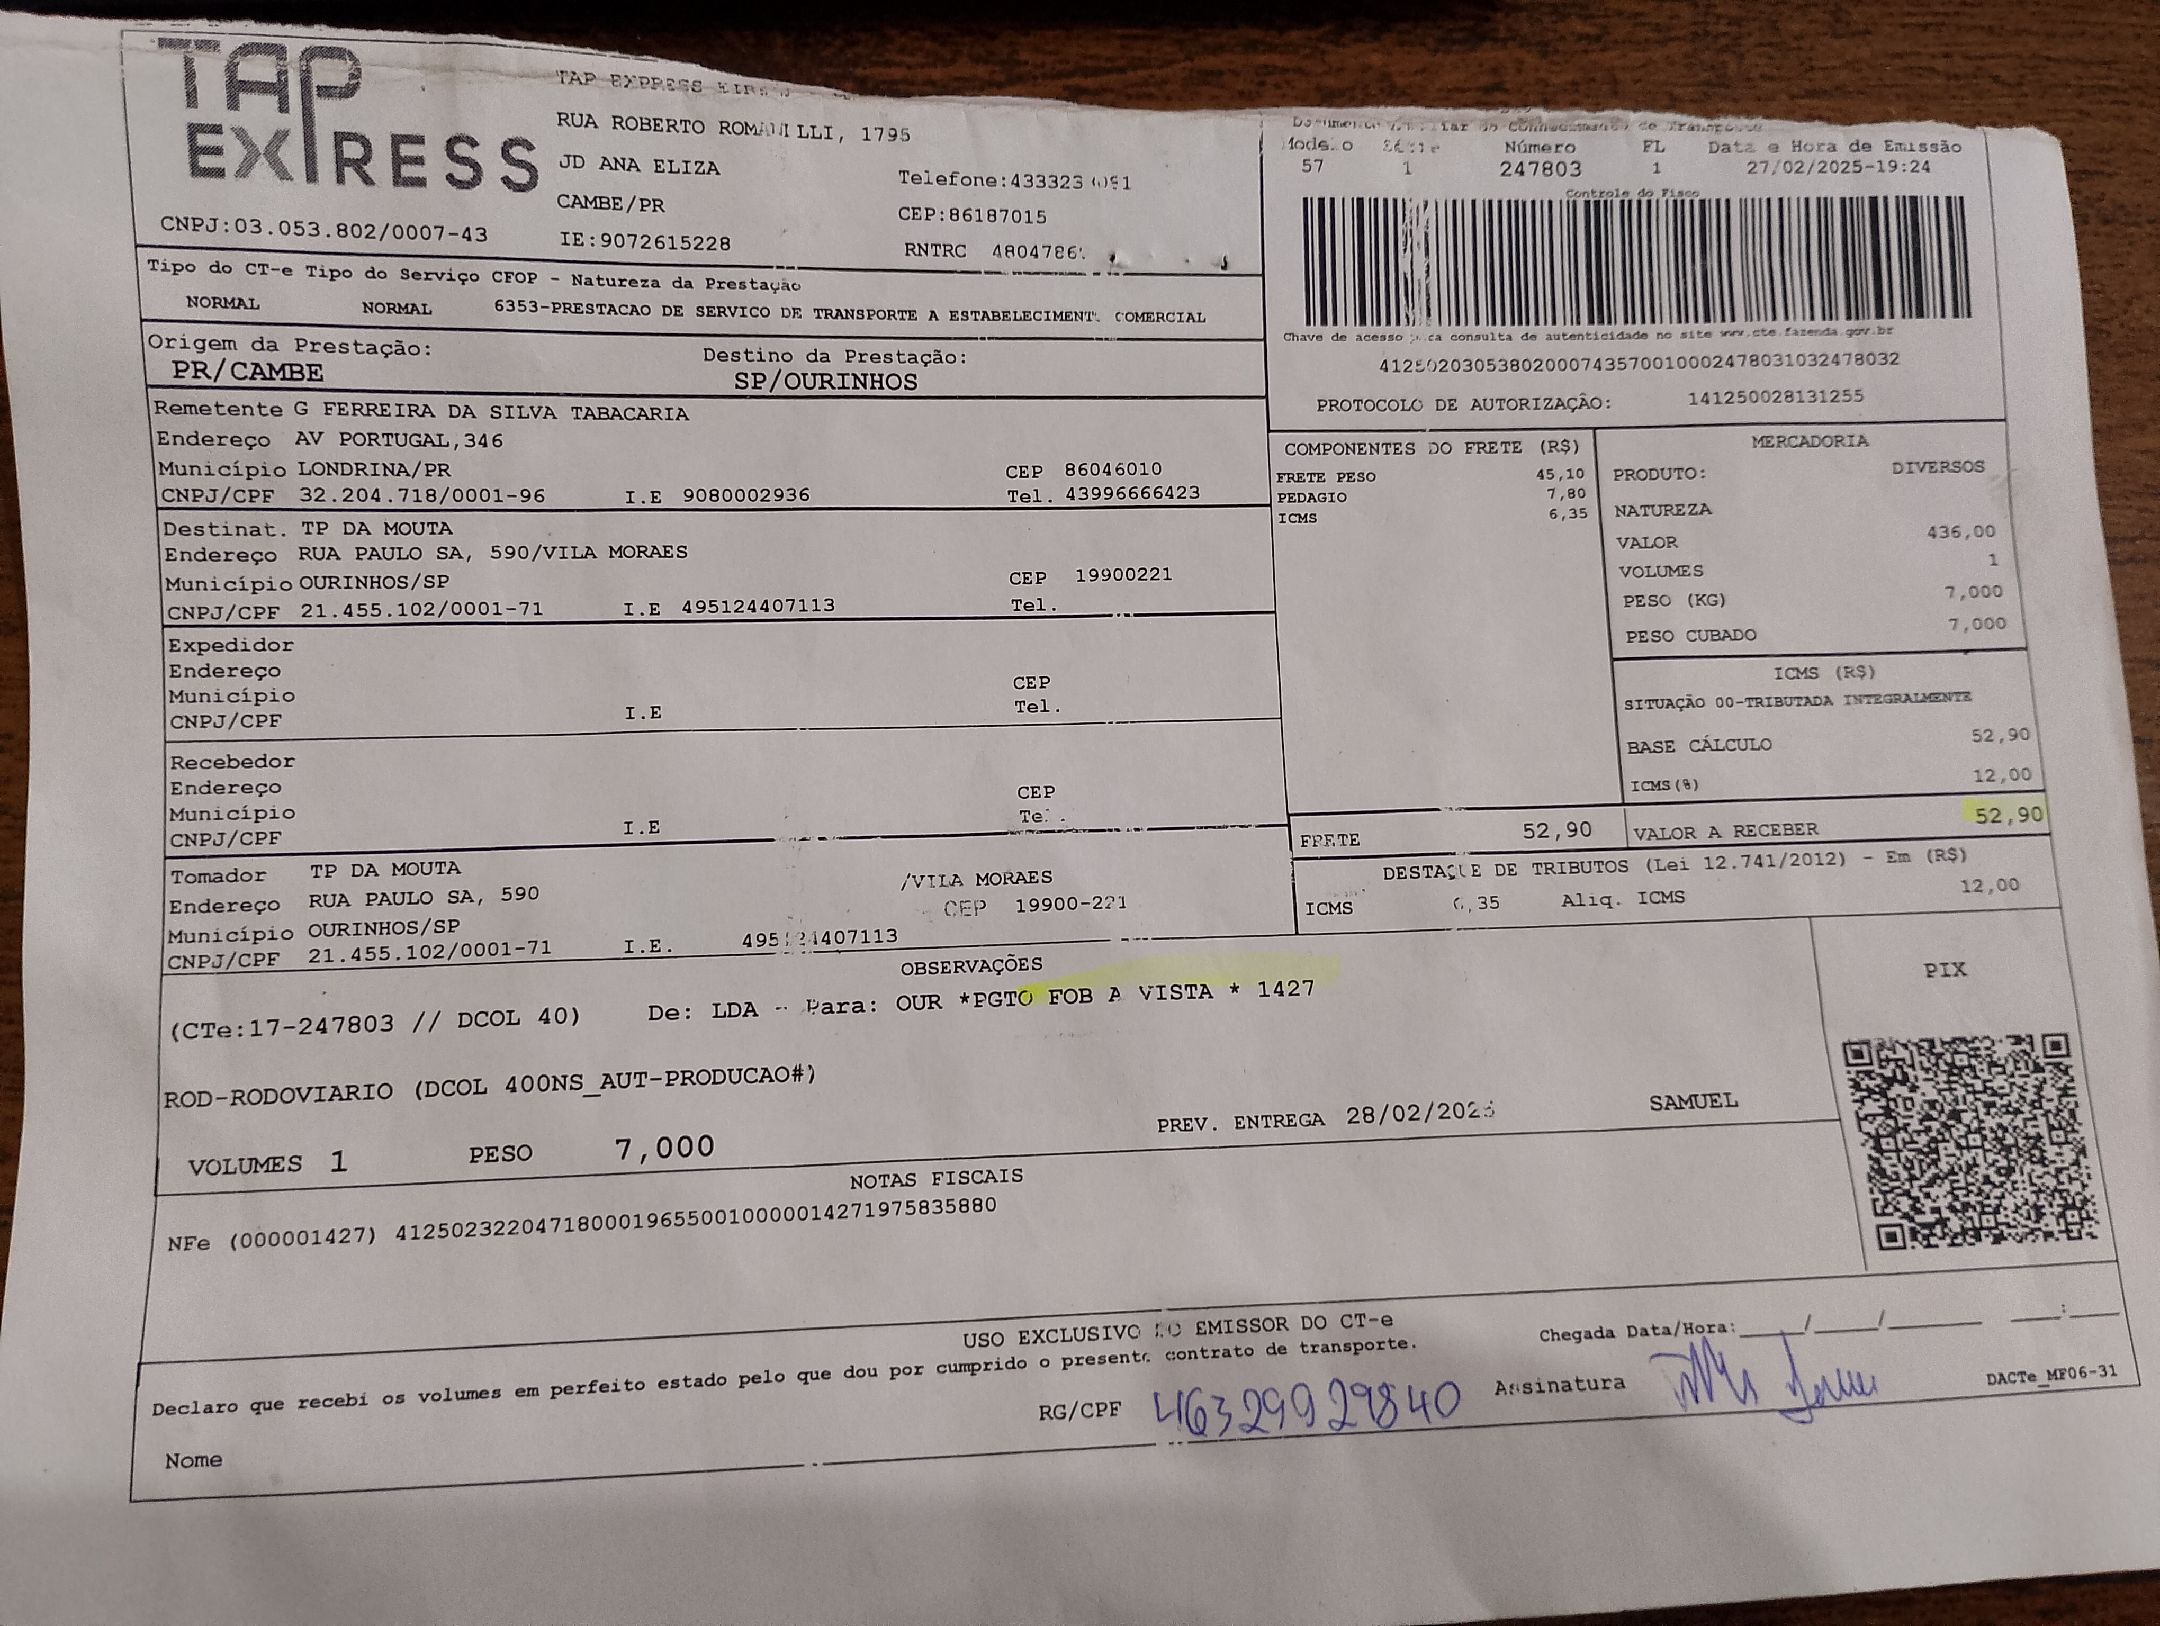 TAP
EXPRESS
TAP EXPRESS
RUA ROBERTO, 1795
JD ANA ELIZA
CAMBE/PR
Telefone:
CEP:86187015
CNPJ:03.053.802/0007-43
IE:9072615228
RNTRC
Número FL Data e Hora de Emissão
57 1 247803 1 27/02/2025-19:24
Controle do Fisco
Chave de acesso consulta de autenticidade no site www.cte.fazenda.gov.br
41250203053802000743570010002478031032478032
PROTOCOLO DE AUTORIZAÇÃO: 141250028131255
Tipo do CT-e Tipo do Serviço CFOP - Natureza da Prestação
NORMAL NORMAL 6353-PRESTACAO DE SERVICO DE TRANSPORTE A COMERCIAL
Origem da Prestação: Destino da Prestação:
PR/CAMBE SP/OURINHOS
Remetente G FERREIRA DA SILVA TABACARIA
Endereço AV PORTUGAL,346
Município LONDRINA/PR CEP 86046010
CNPJ/CPF 32.204.718/0001-96 I.E 9080002936 Tel. 43996666423
Destinat. TP DA MOUTA
Endereço RUA PAULO SA, 590/VILA MORAES
Município OURINHOS/SP CEP 19900221
CNPJ/CPF 21.455.102/0001-71 I.E 495124407113 Tel.
Expedidor
Endereço
Município CEP
CNPJ/CPF I.E Tel.
Recebedor
Endereço
Município CEP
CNPJ/CPF I.E
Tomador TP DA MOUTA
Endereço RUA PAULO SA, 590 /VILA MORAES
CEP 19900-221
Município OURINHOS/SP
CNPJ/CPF 21.455.102/0001-71 I.E.
COMPONENTES DO FRETE (R$)
FRETE PESO 45,10
PEDAGIO 7,80
ICMS 6,35
MERCADORIA
PRODUTO: DIVERSOS
NATUREZA
VALOR 436,00
VOLUMES 1
PESO (KG) 7,000
PESO CUBADO 7,000
ICMS (R$)
SITUAÇÃO 00-TRIBUTADA INTEGRALMENTE
BASE CÁLCULO 52,90
ICMS(%) 12,00
FRETE 52,90 VALOR A RECEBER 52,90
DESTAQUE DE TRIBUTOS (Lei 12.741/2012) - Em (R$)
ICMS Aliq. ICMS 12,00
OBSERVAÇÕES
(CTe:17-247803 // DCOL 40) De: LDA - Para: OUR *PGTO FOB A VISTA * 1427
ROD-RODOVIARIO (DCOL 400NS_AUT-PRODUCAO#)
VOLUMES 1 PESO 7,000 PREV. ENTREGA SAMUEL
PIX
NOTAS FISCAIS
NFe (000001427) 41250232204718000196550010000014271975835880
USO EXCLUSIVO DO EMISSOR DO CT-e
Declaro que recebi os volumes em perfeito estado pelo que dou por cumprido o presente contrato de transporte.
Chegada Data/Hora:____/____/______ ___:___
RG/CPF 46329929840 Assinatura
DACTe_MF06-31
Nome